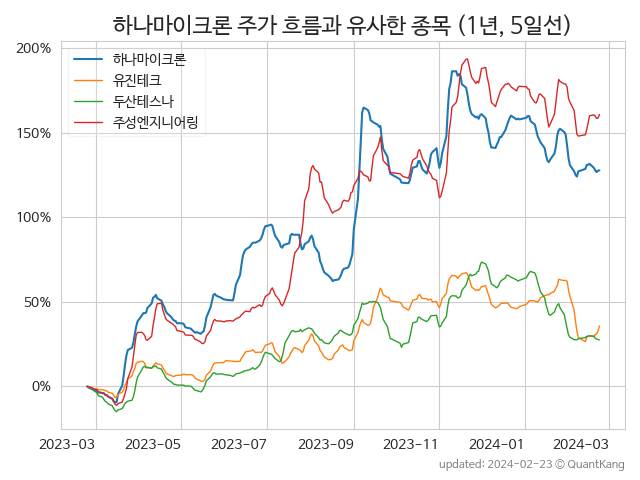 하나마이크론 주가 흐름과 유사한 종목 (1년, 5일선)
200%
150%
100%
50%
0%
하나마이크론
유진테크
두산테스나
주성엔지니어링
2023-03 2023-05 2023-07 2023-09 2023-11 2024-01 2024-03
updated: 2024-02-23 © QuantKang